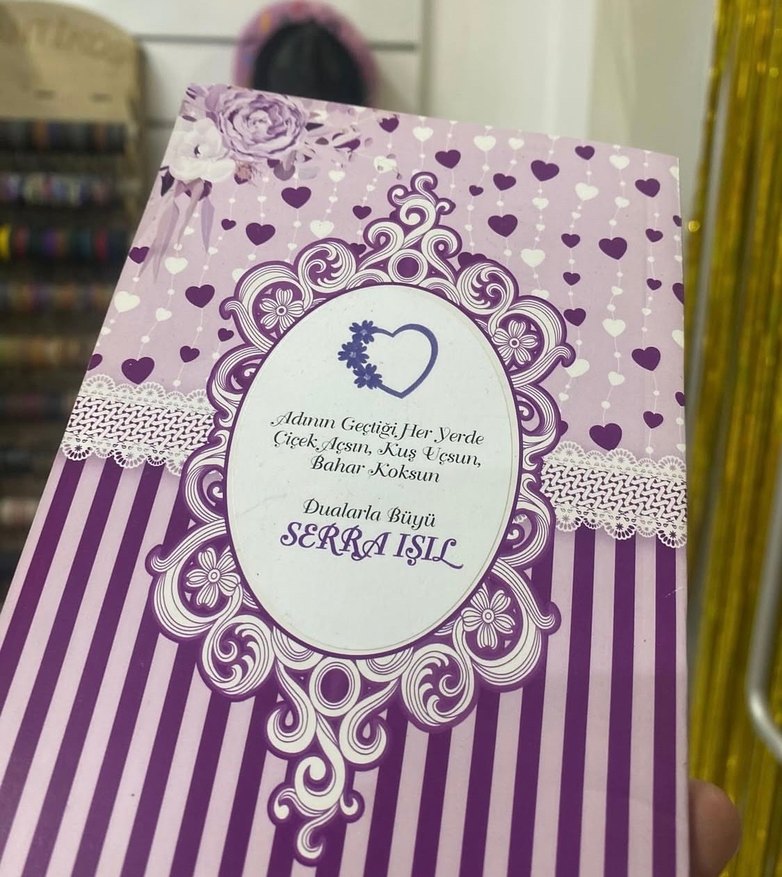 Adının Geçtiği Her Yerde
Çiçek Açsın, Kuş Uçsun,
Bahar Koksun
Dualarla Büyü
SERRA IŞIL